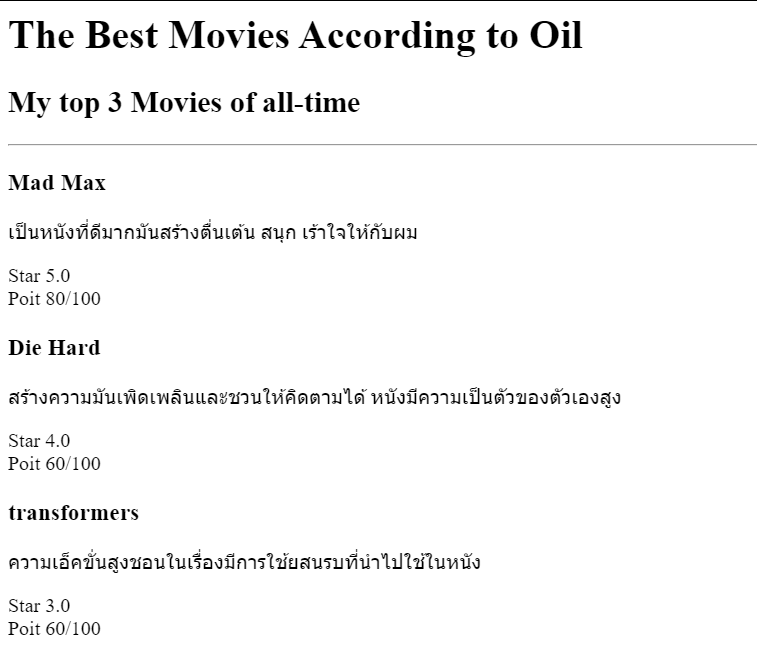 The Best Movies According to Oil
My top 3 Movies of all-time
Mad Max
เป็นหนังที่ดีมากมันสร้างตื่นเต้น สนุก เร้าใจให้กับผม
Star 5.0
Poit 80/100
Die Hard
สร้างความมันเพิดเพลินและชวนให้คิดตามได้ หนังมีความเป็นตัวของตัวเองสูง
Star 4.0
Poit 60/100
transformers
ความเอ็คขั่นสูงชอนในเรื่องมีการใช้ยสนรบที่นำไปใช้ในหนัง
Star 3.0
Poit 60/100